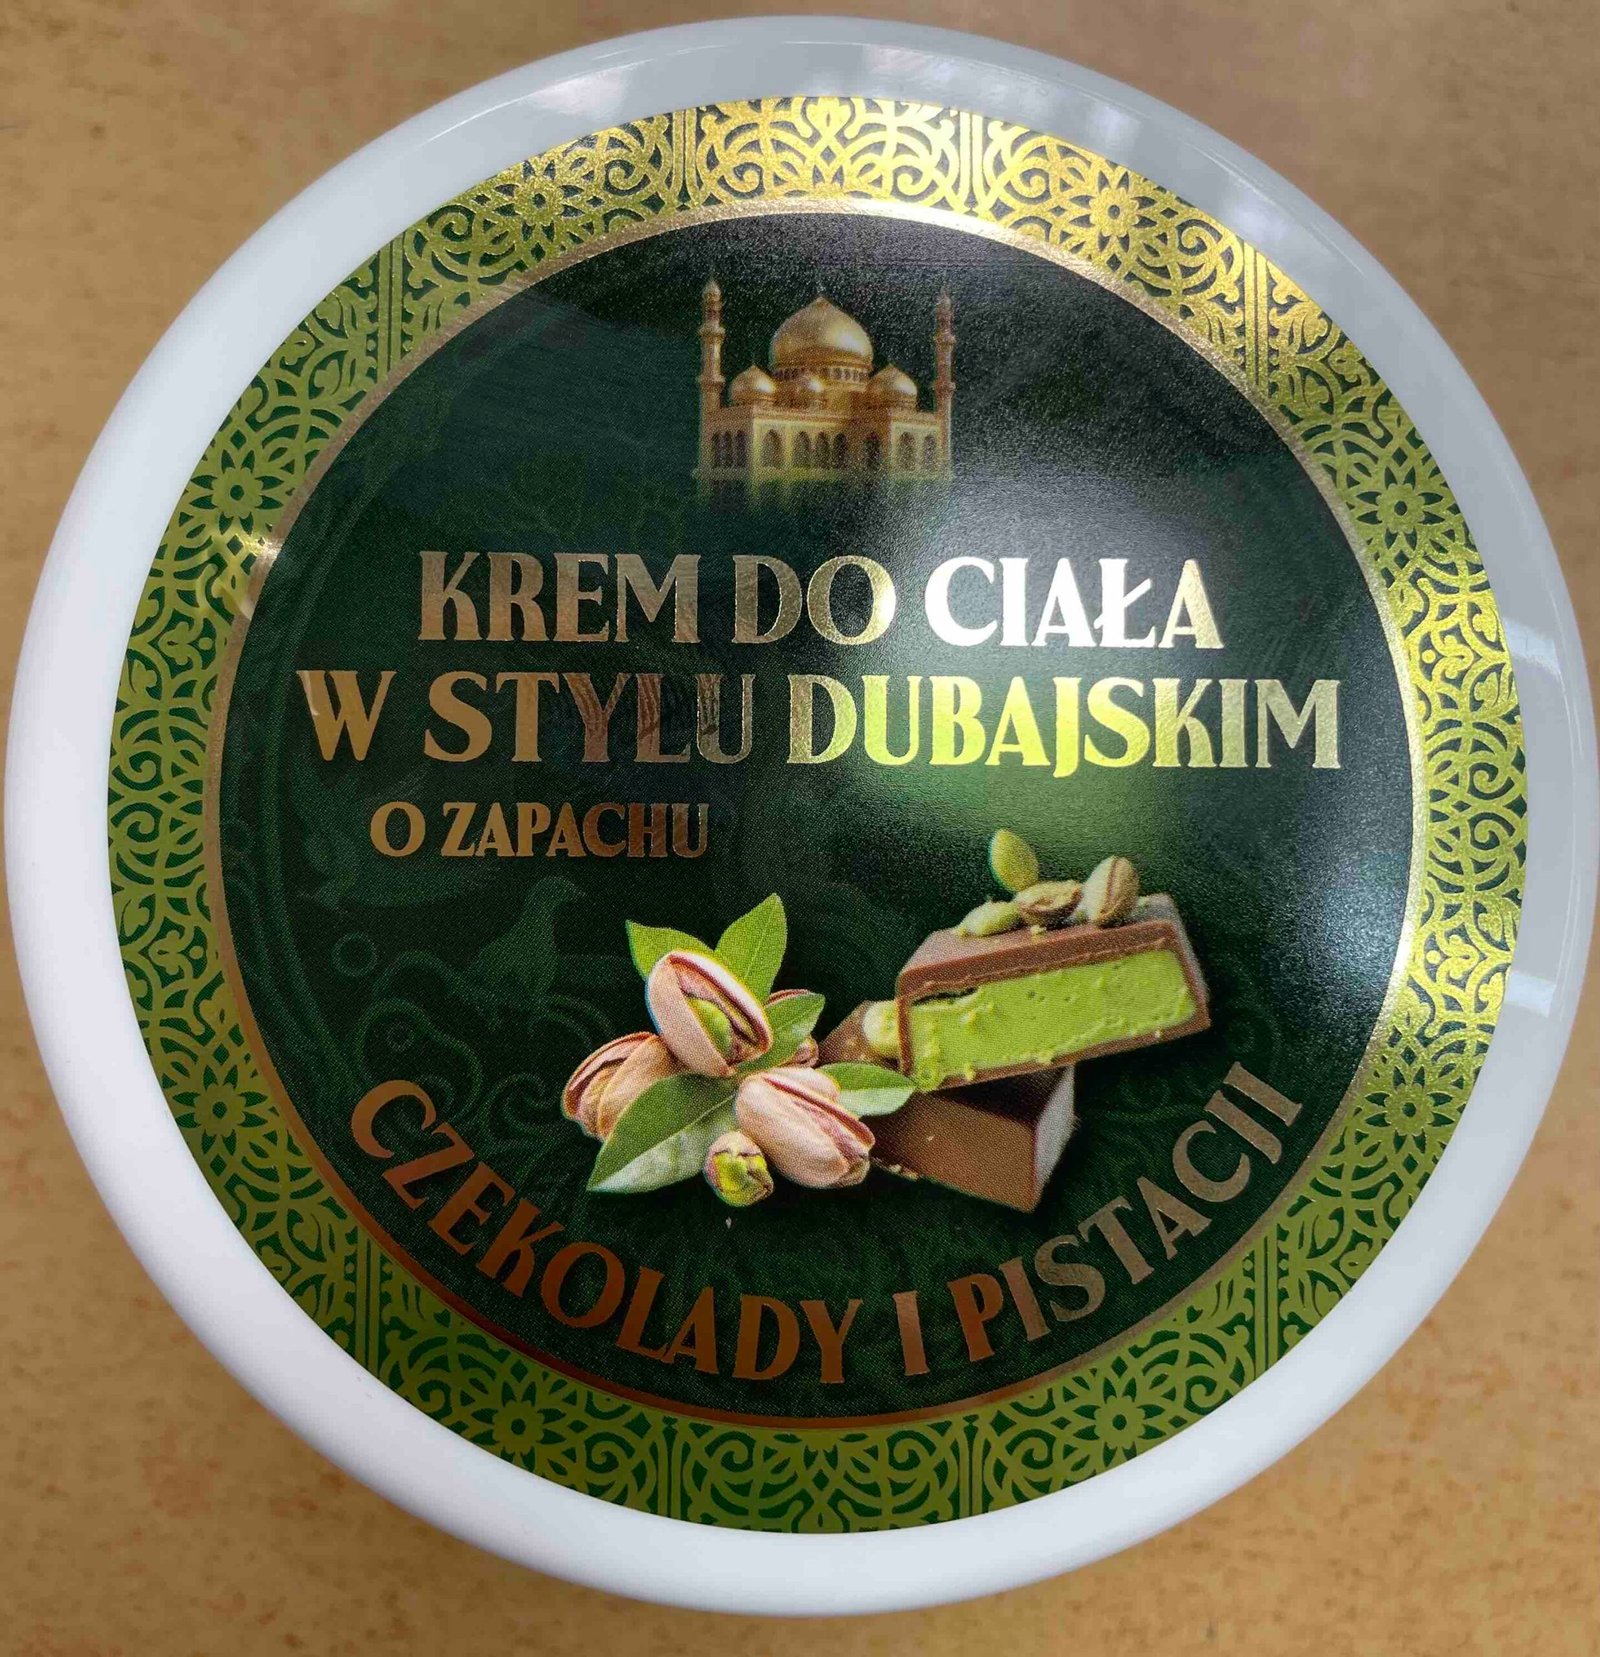 KREM DO CIAŁA
W STYLU DUBAJSKIM
O ZAPACHU
CZEKOLADY I PISTACJI